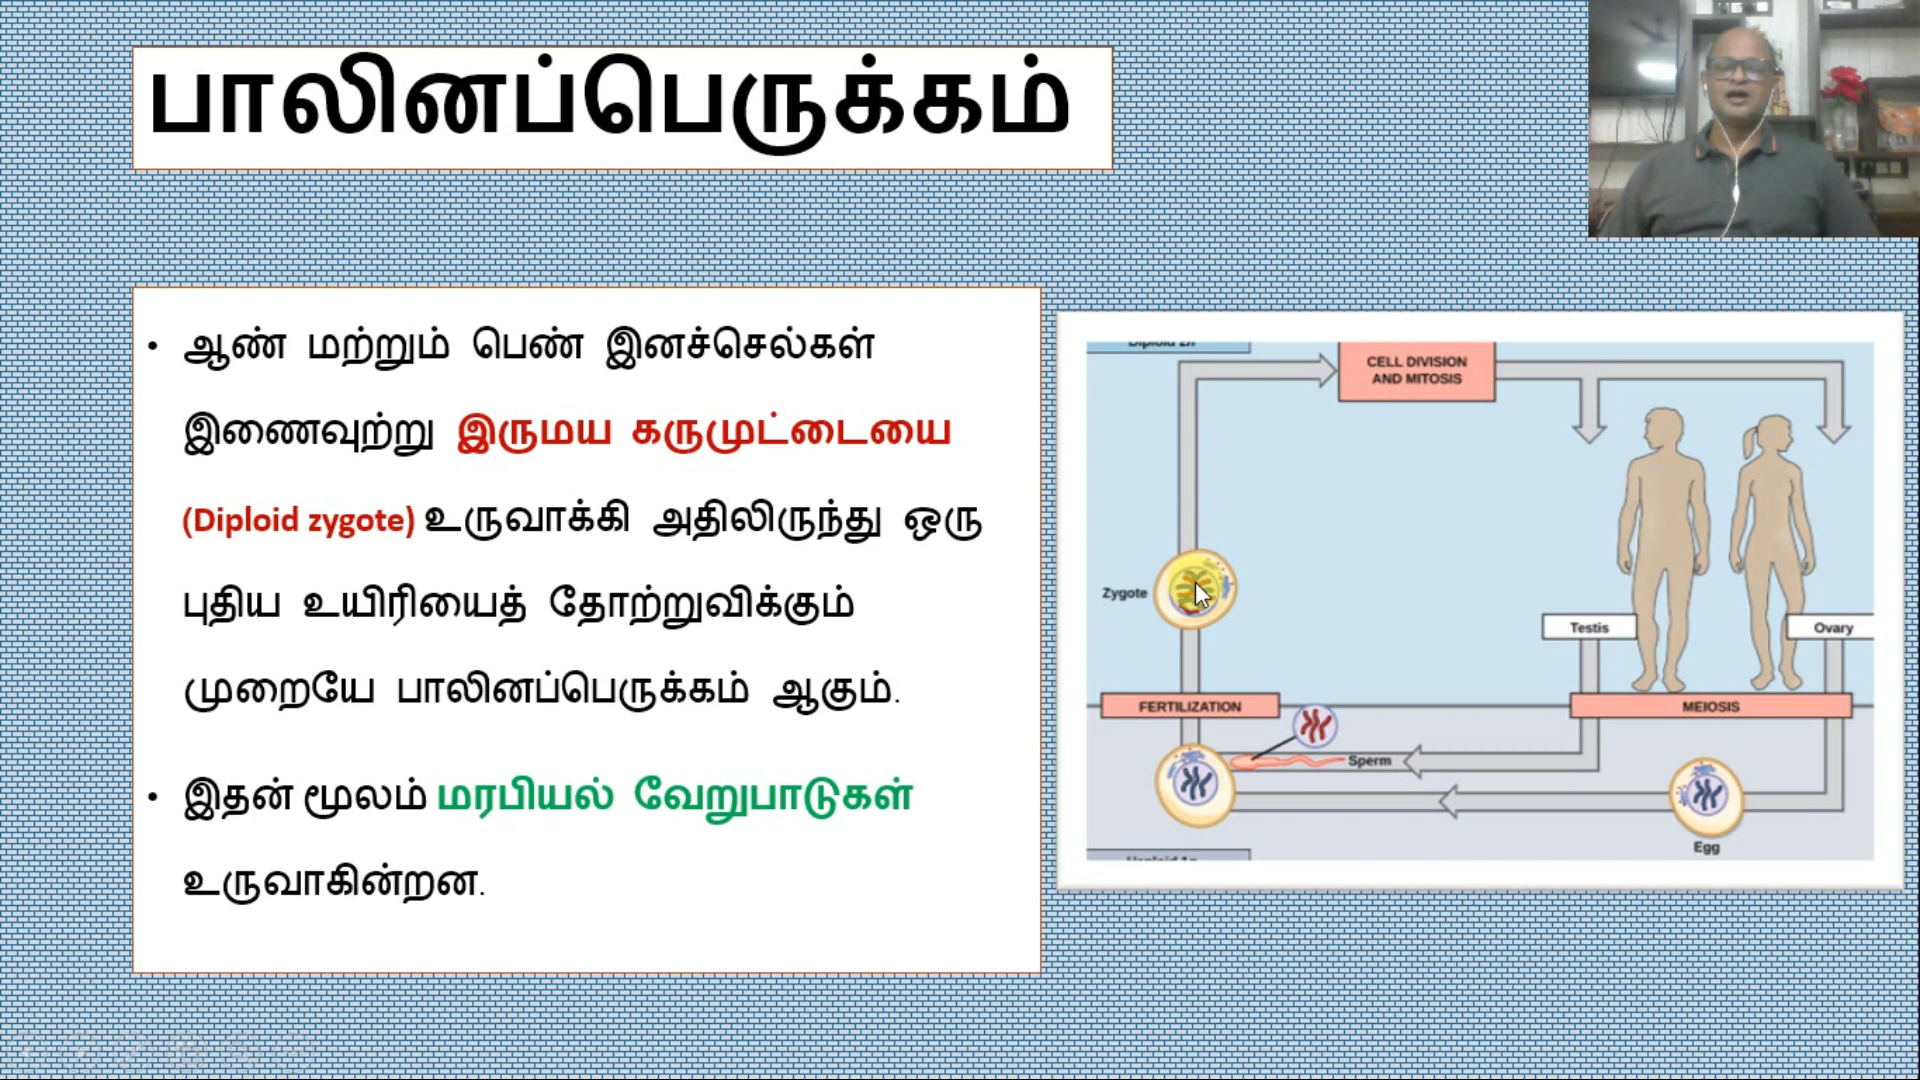 பாலினப்பெருக்கம்
• ஆண் மற்றும் பெண் இனச்செல்கள்
இணைவுற்று இருமய கருமுட்டையை
(Diploid zygote) உருவாக்கி அதிலிருந்து ஒரு
புதிய உயிரியைத் தோற்றுவிக்கும்
முறையே பாலினப்பெருக்கம் ஆகும்.
• இதன் மூலம் மரபியல் வேறுபாடுகள்
உருவாகின்றன.
CELL DIVISION
AND MITOSIS
Zygote
Testis
Ovary
FERTILIZATION
MEIOSIS
Sperm
Egg